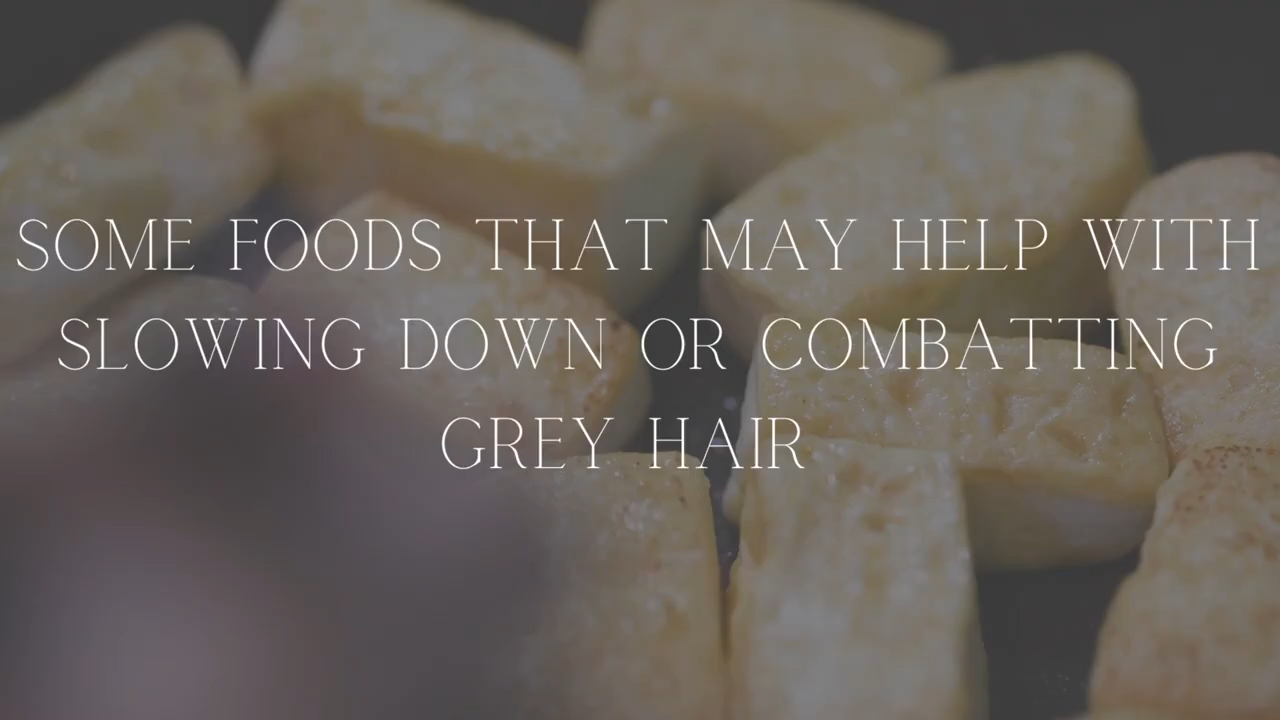 SOME FOODS THAT MAY HELP WITH
SLOWING DOWN OR COMBATTING
GREY HAIR